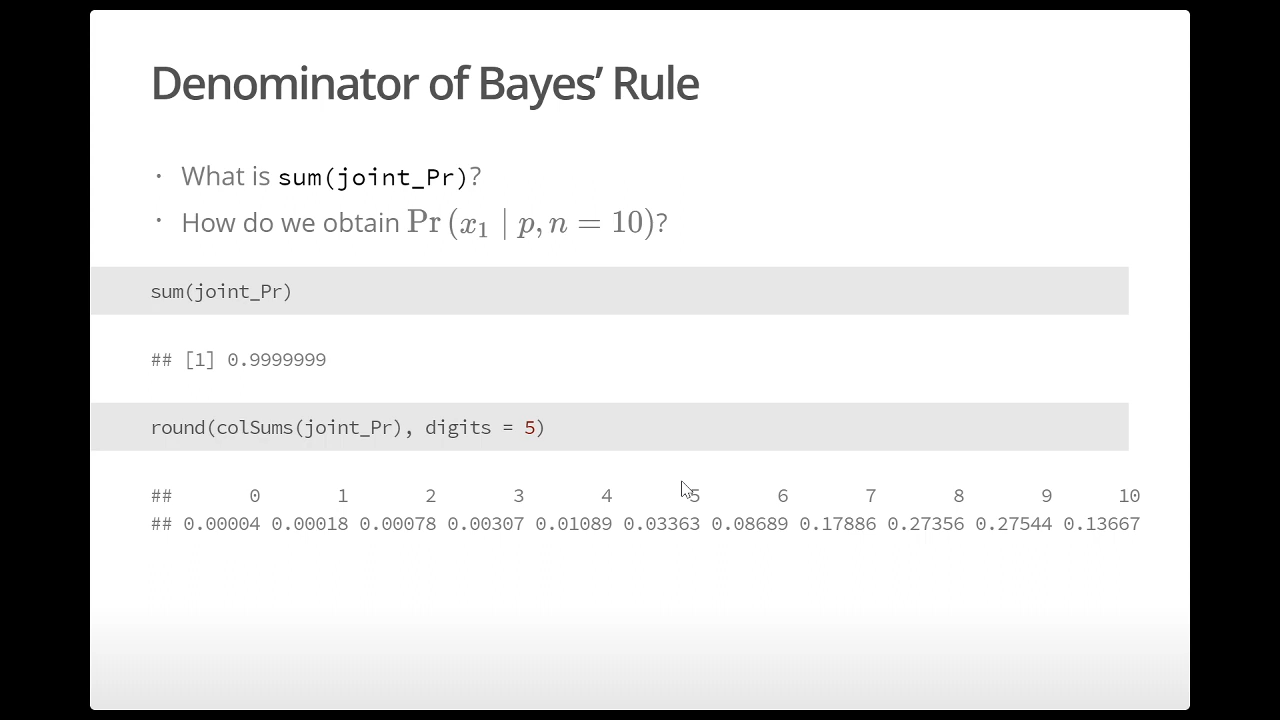 Denominator of Bayes’ Rule
• What is sum(joint_Pr)?
• How do we obtain Pr (x₁ | p, n = 10)?
sum(joint_Pr)
## [1] 0.9999999
round(colSums(joint_Pr), digits = 5)
## 0 1 2 3 4 5 6 7 8 9 10
## 0.00004 0.00018 0.00078 0.00307 0.01089 0.03363 0.08689 0.17886 0.27356 0.27544 0.13667